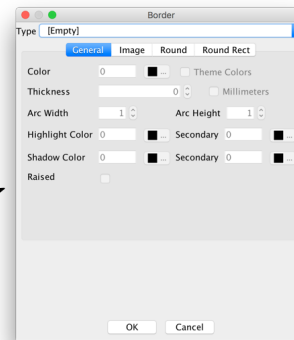 Border
Type [Empty]
General Image Round Round Rect
Color 0 ... Theme Colors
Thickness 0 Millimeters
Arc Width 1 Arc Height 1
Highlight Color 0 ... Secondary 0 ...
Shadow Color 0 ... Secondary 0 ...
Raised
OK Cancel